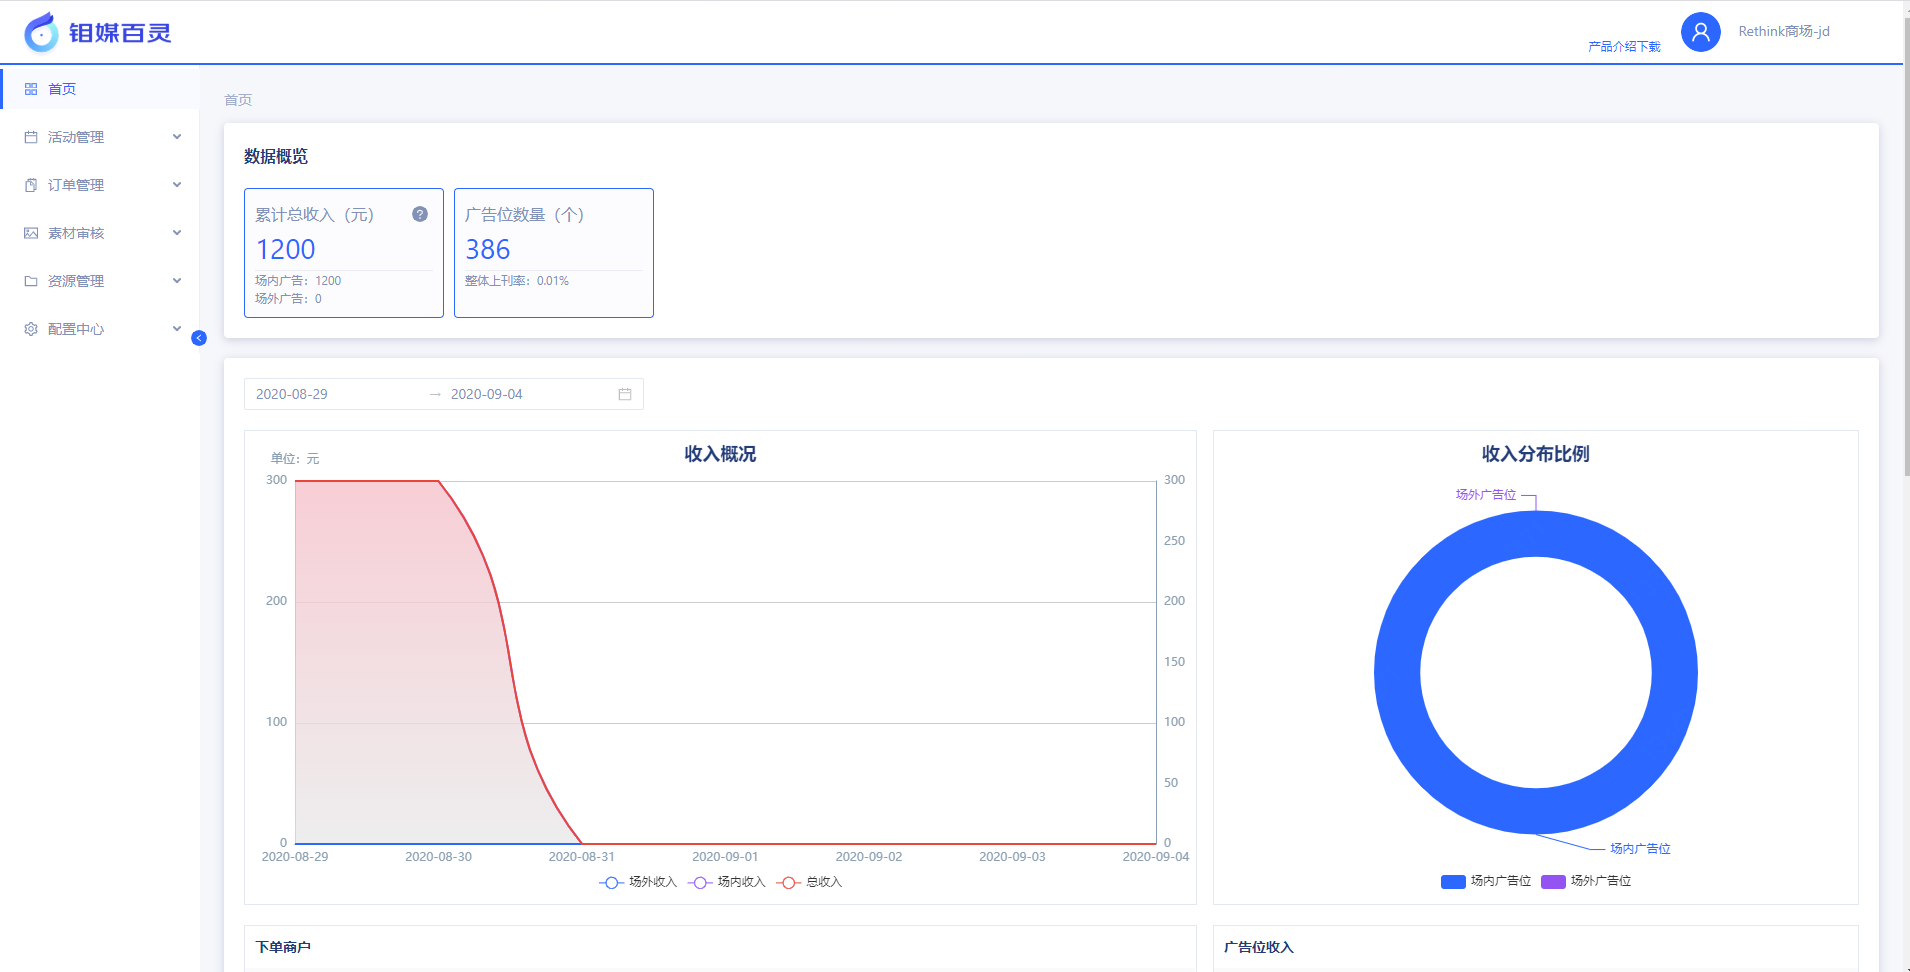 钼媒百灵
产品介绍下载
Rethink商场-jd
首页
活动管理
订单管理
素材审核
资源管理
配置中心
首页
数据概览
累计总收入（元）
?
1200
场内广告：1200
场外广告：0
广告位数量（个）
386
整体上刊率：0.01%
2020-08-29 → 2020-09-04
收入概况
单位：元
300
200
100
0
300
250
200
150
100
50
0
2020-08-29 2020-08-30 2020-08-31 2020-09-01 2020-09-02 2020-09-03 2020-09-04
场外收入 场内收入 总收入
收入分布比例
场外广告位
场内广告位
场内广告位 场外广告位
下单商户
广告位收入